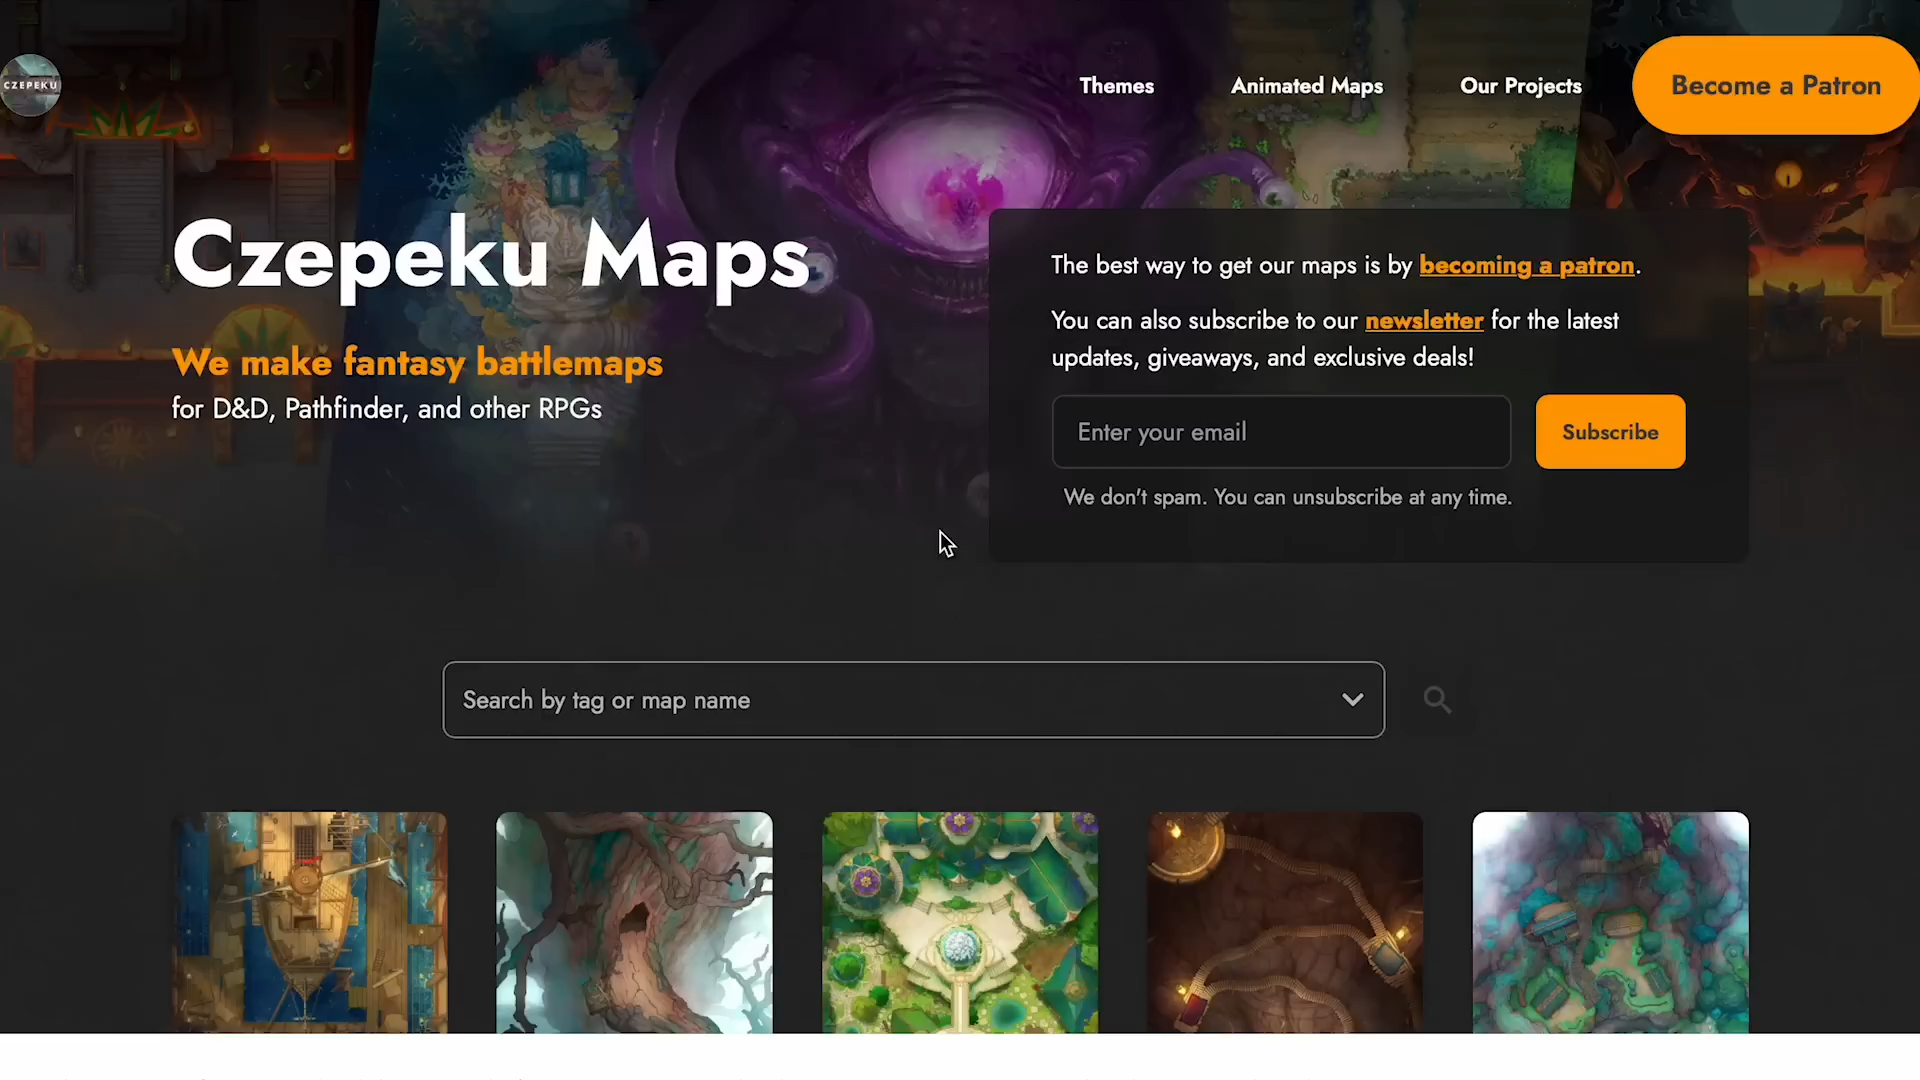 CZEPEKU
Themes
Animated Maps
Our Projects
Become a Patron
Czepeku Maps
We make fantasy battlemaps
for D&D, Pathfinder, and other RPGs
The best way to get our maps is by becoming a patron.
You can also subscribe to our newsletter for the latest
updates, giveaways, and exclusive deals!
Enter your email
Subscribe
We don't spam. You can unsubscribe at any time.
Search by tag or map name